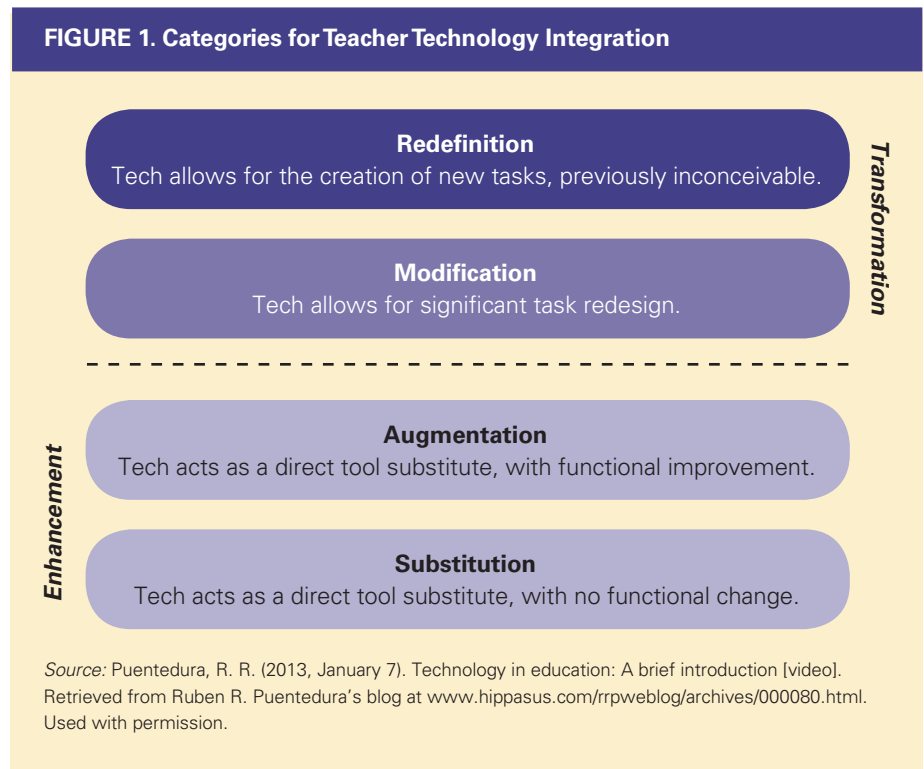 FIGURE 1. Categories for Teacher Technology Integration
Redefinition
Tech allows for the creation of new tasks, previously inconceivable.
Transformation
Modification
Tech allows for significant task redesign.
Enhancement
Augmentation
Tech acts as a direct tool substitute, with functional improvement.
Substitution
Tech acts as a direct tool substitute, with no functional change.
Source: Puentedura, R. R. (2013, January 7). Technology in education: A brief introduction [video].
Retrieved from Ruben R. Puentedura’s blog at www.hippasus.com/rrpweblog/archives/000080.html.
Used with permission.